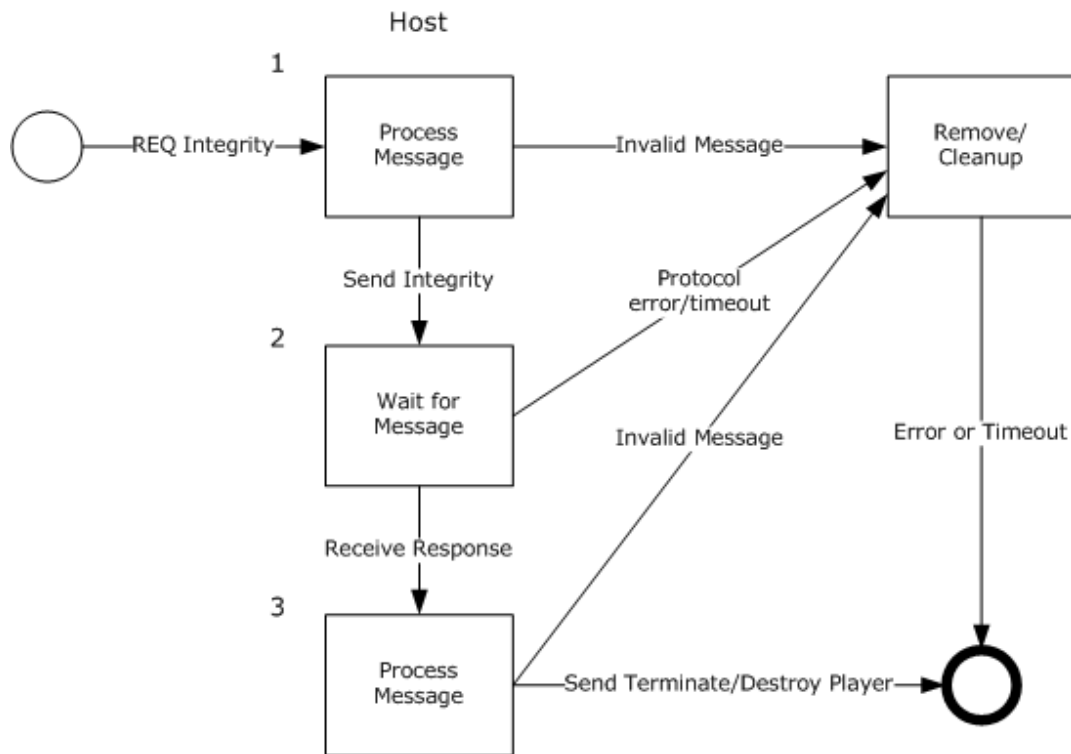 Host
1
Process
Message
REQ Integrity
Invalid Message
Remove/
Cleanup
Send Integrity
Protocol
error/timeout
2
Wait for
Message
Invalid Message
Error or Timeout
Receive Response
3
Process
Message
Send Terminate/Destroy Player